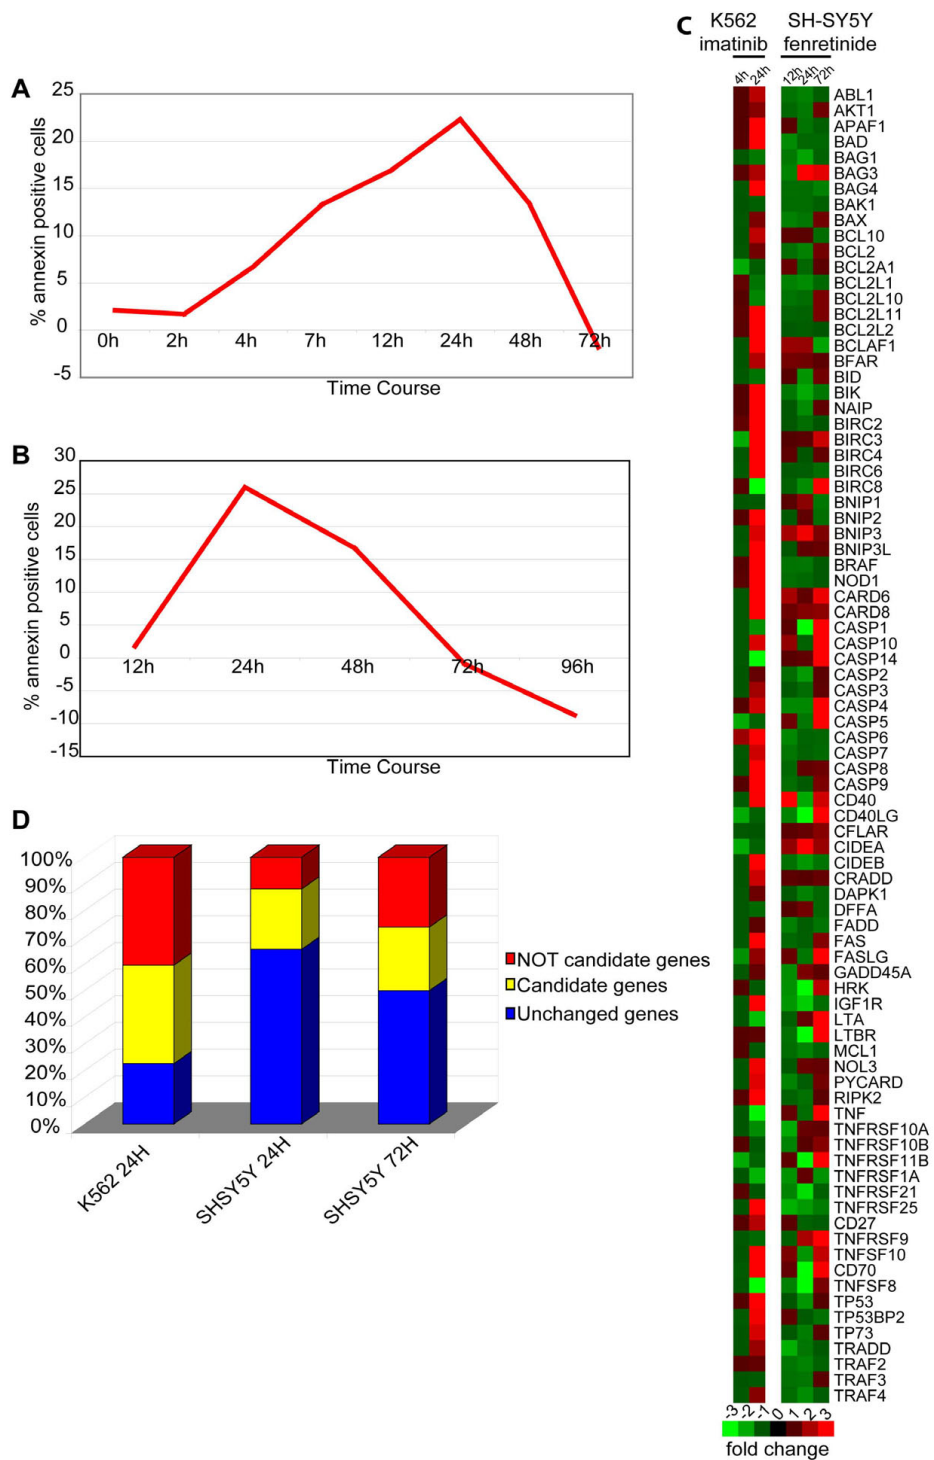 A
25
20
15
10
5
0
-5
% annexin positive cells
0h 2h 4h 7h 12h 24h 48h 72h
Time Course
B
30
25
20
15
10
5
0
-5
-10
-15
% annexin positive cells
12h 24h 48h 72h 96h
Time Course
D
100%
90%
80%
70%
60%
50%
40%
30%
20%
10%
0%
K562 24H
SHSY5Y 24H
SHSY5Y 72H
NOT candidate genes
Candidate genes
Unchanged genes
C
K562 SH-SY5Y
imatinib fenretinide
4h 24h 12h 24h 72h
ABL1
AKT1
APAF1
BAD
BAG1
BAG3
BAG4
BAK1
BAX
BCL10
BCL2
BCL2A1
BCL2L1
BCL2L10
BCL2L11
BCL2L2
BCLAF1
BFAR
BID
BIK
NAIP
BIRC2
BIRC3
BIRC4
BIRC6
BIRC8
BNIP1
BNIP2
BNIP3
BNIP3L
BRAF
NOD1
CARD6
CARD8
CASP1
CASP10
CASP14
CASP2
CASP3
CASP4
CASP5
CASP6
CASP7
CASP8
CASP9
CD40
CD40LG
CFLAR
CIDEA
CIDEB
CRADD
DAPK1
DFFA
FADD
FAS
FASLG
GADD45A
HRK
IGF1R
LTA
LTBR
MCL1
NOL3
PYCARD
RIPK2
TNF
TNFRSF10A
TNFRSF10B
TNFRSF11B
TNFRSF1A
TNFRSF21
TNFRSF25
CD27
TNFRSF9
TNFSF10
CD70
TNFSF8
TP53
TP53BP2
TP73
TRADD
TRAF2
TRAF3
TRAF4
-3 -2 -1 0 1 2 3
fold change